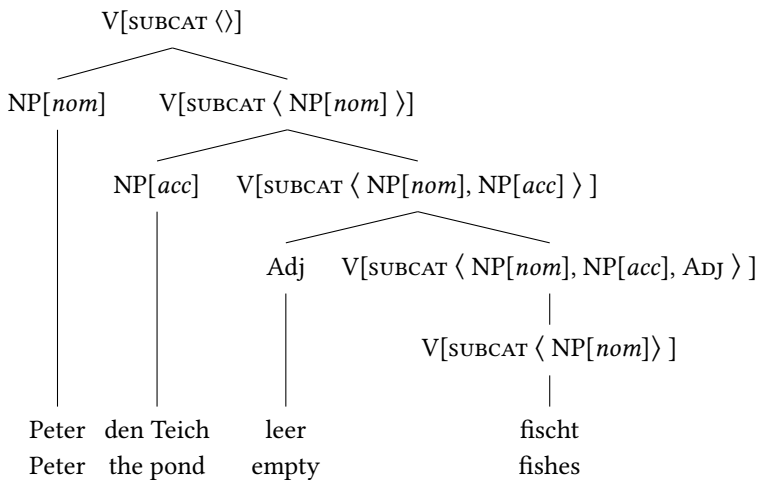 V[SUBCAT ⟨⟩]
NP[nom] V[SUBCAT ⟨ NP[nom] ⟩]
NP[acc] V[SUBCAT ⟨ NP[nom], NP[acc] ⟩ ]
Adj V[SUBCAT ⟨ NP[nom], NP[acc], ADJ ⟩ ]
V[SUBCAT ⟨ NP[nom]⟩ ]
Peter den Teich leer fischt
Peter the pond empty fishes